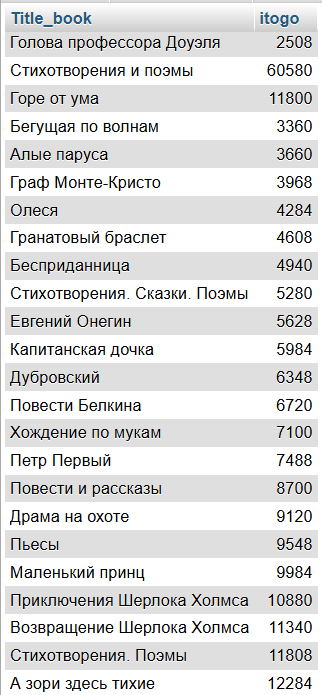 Title_book itogo
Голова профессора Доуэля 2508
Стихотворения и поэмы 60580
Горе от ума 11800
Бегущая по волнам 3360
Алые паруса 3660
Граф Монте-Кристо 3968
Олеся 4284
Гранатовый браслет 4608
Бесприданница 4940
Стихотворения. Сказки. Поэмы 5280
Евгений Онегин 5628
Капитанская дочка 5984
Дубровский 6348
Повести Белкина 6720
Хождение по мукам 7100
Петр Первый 7488
Повести и рассказы 8700
Драма на охоте 9120
Пьесы 9548
Маленький принц 9984
Приключения Шерлока Холмса 10880
Возвращение Шерлока Холмса 11340
Стихотворения. Поэмы 11808
А зори здесь тихие 12284